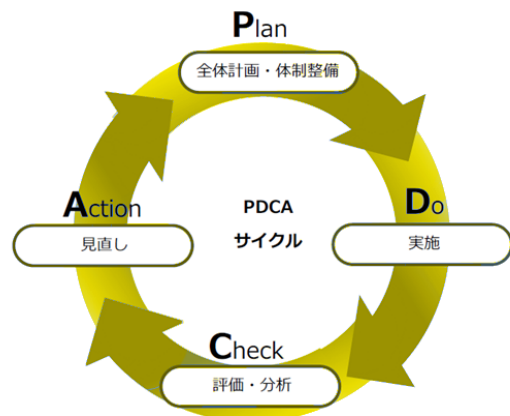 Plan
全体計画・体制整備
Action
見直し
PDCA
サイクル
Do
実施
Check
評価・分析